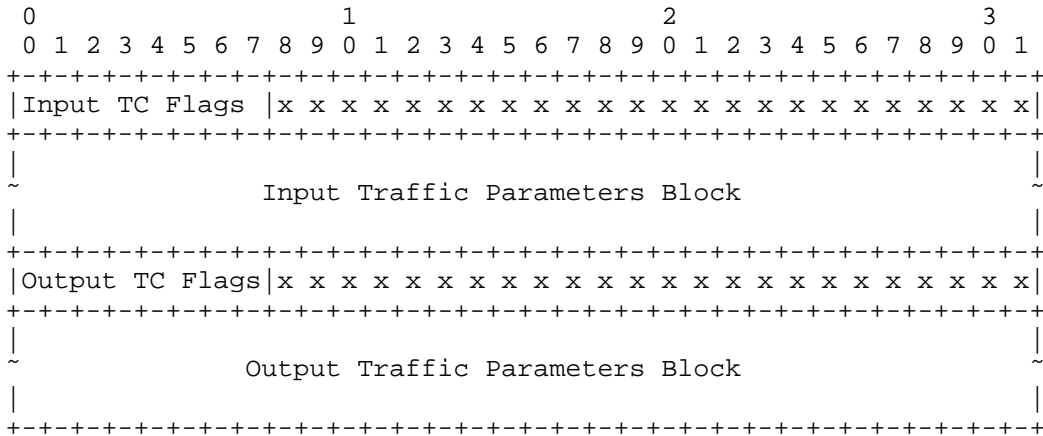 0                   1                   2                   3
 0 1 2 3 4 5 6 7 8 9 0 1 2 3 4 5 6 7 8 9 0 1 2 3 4 5 6 7 8 9 0 1
+-+-+-+-+-+-+-+-+-+-+-+-+-+-+-+-+-+-+-+-+-+-+-+-+-+-+-+-+-+-+-+-+
|Input TC Flags |x x x x x x x x x x x x x x x x x x x x x x x x|
+-+-+-+-+-+-+-+-+-+-+-+-+-+-+-+-+-+-+-+-+-+-+-+-+-+-+-+-+-+-+-+-+
|                                                               |
~               Input Traffic Parameters Block                  ~
|                                                               |
+-+-+-+-+-+-+-+-+-+-+-+-+-+-+-+-+-+-+-+-+-+-+-+-+-+-+-+-+-+-+-+-+
|Output TC Flags|x x x x x x x x x x x x x x x x x x x x x x x x|
+-+-+-+-+-+-+-+-+-+-+-+-+-+-+-+-+-+-+-+-+-+-+-+-+-+-+-+-+-+-+-+-+
|                                                               |
~              Output Traffic Parameters Block                  ~
|                                                               |
+-+-+-+-+-+-+-+-+-+-+-+-+-+-+-+-+-+-+-+-+-+-+-+-+-+-+-+-+-+-+-+-+